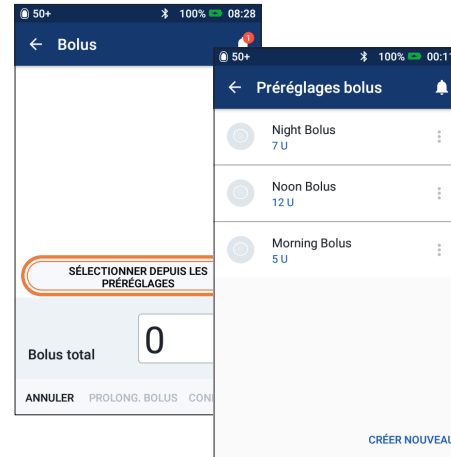 50+ 100% 08:28
Bolus 1
SÉLECTIONNER DEPUIS LES
PRÉRÉGLAGES
Bolus total 0
ANNULER PROLONG. BOLUS
50+ 100%
Préréglages bolus
Night Bolus
7 U
Noon Bolus
12 U
Morning Bolus
5 U
CRÉER